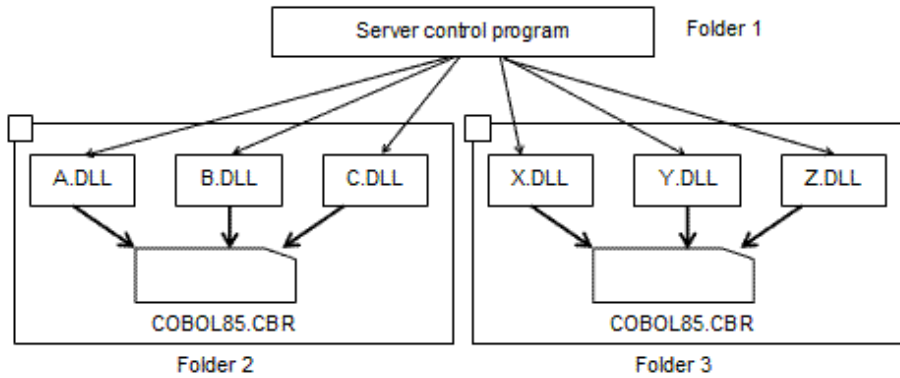 Server control program
Folder 1
A.DLL
B.DLL
C.DLL
X.DLL
Y.DLL
Z.DLL
COBOL85.CBR
COBOL85.CBR
Folder 2
Folder 3